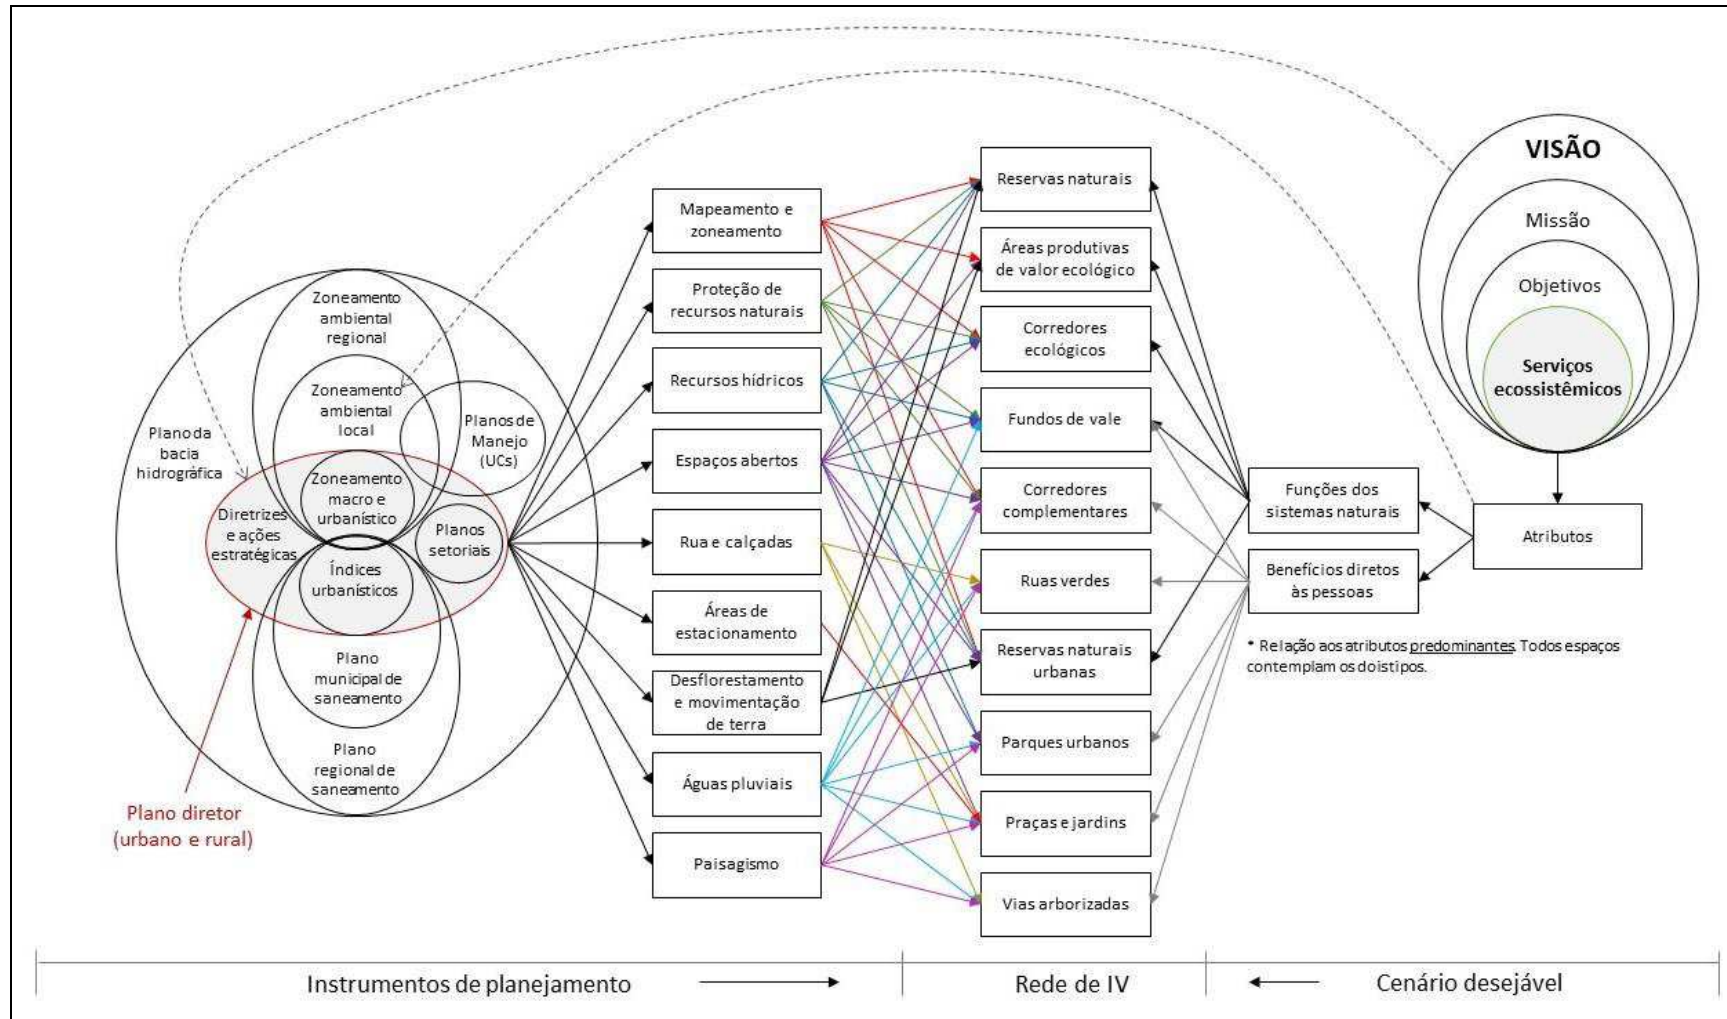 Zoneamento
ambiental
regional
Zoneamento
ambiental
local
Planos de
Manejo
(UCs)
Plano da
bacia
hidrográfica
Zoneamento
macro e
urbanístico
Diretrizes
e ações
estratégicas
Planos
setoriais
Índices
urbanísticos
Plano
municipal de
saneamento
Plano
regional de
saneamento
Plano diretor
(urbano e rural)
Mapeamento e
zoneamento
Proteção de
recursos naturais
Recursos hídricos
Espaços abertos
Rua e calçadas
Áreas de
estacionamento
Desflorestamento
e movimentação
de terra
Águas pluviais
Paisagismo
Reservas naturais
Áreas produtivas
de valor ecológico
Corredores
ecológicos
Fundos de vale
Corredores
complementares
Ruas verdes
Reservas naturais
urbanas
Parques urbanos
Praças e jardins
Vias arborizadas
VISÃO
Missão
Objetivos
Serviços
ecossistêmicos
Funções dos
sistemas naturais
Atributos
Benefícios diretos
às pessoas
* Relação aos atributos predominantes. Todos espaços
contemplam os dois tipos.
Instrumentos de planejamento
Rede de IV
Cenário desejável